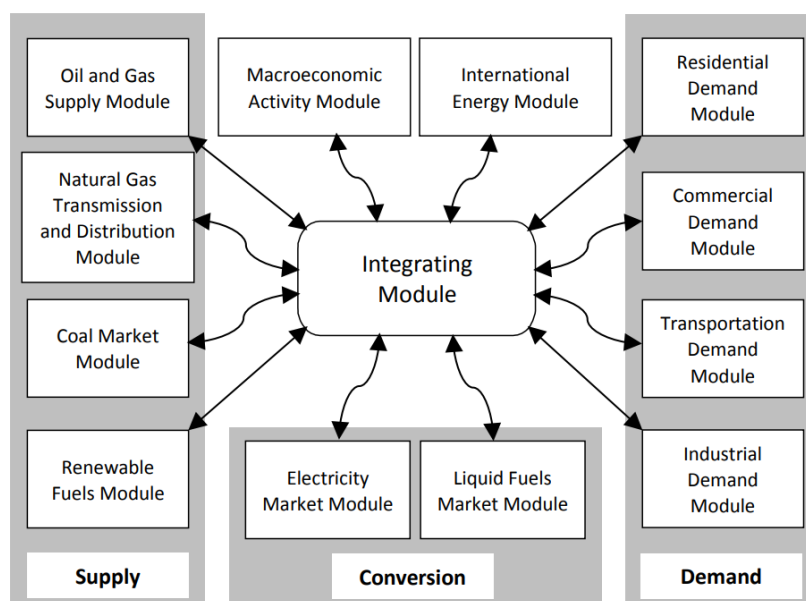 Oil and Gas
Supply Module
Macroeconomic
Activity Module
International
Energy Module
Residential
Demand
Module
Natural Gas
Transmission
and Distribution
Module
Commercial
Demand
Module
Integrating
Module
Coal Market
Module
Transportation
Demand
Module
Renewable
Fuels Module
Electricity
Market Module
Liquid Fuels
Market Module
Industrial
Demand
Module
Supply
Conversion
Demand